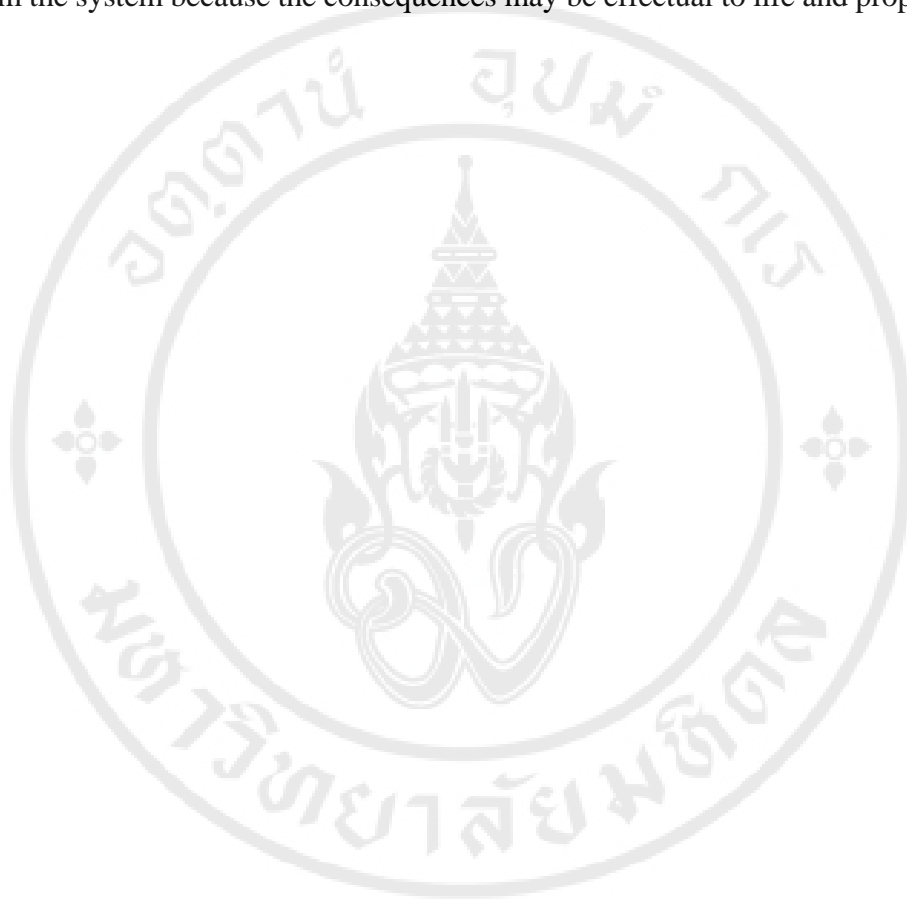 in the system because the consequences may be effectual to life and prop
อตฺตานํ อุปมํ กเร
มหาวิทยาลัยมหิดล